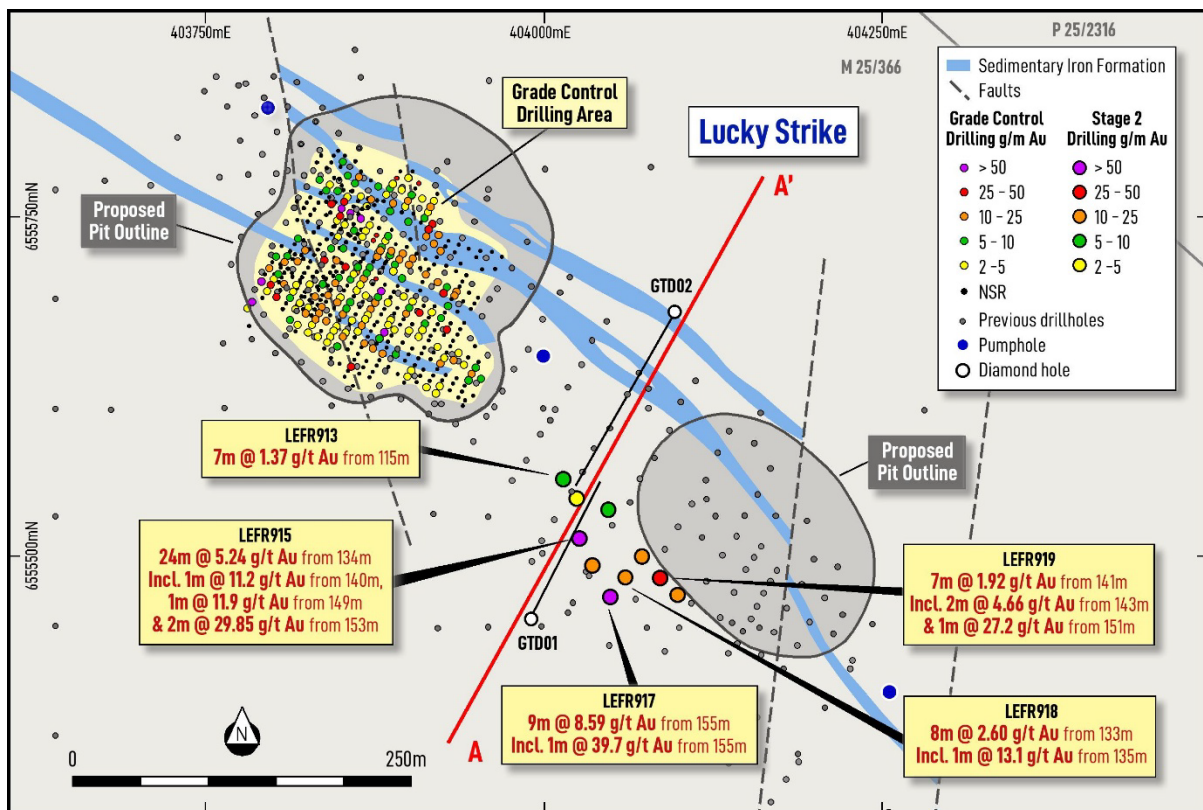 403750mE
404000mE
404250mE
P 25/2316
M 25/366
6555750mN
6555500mN
Sedimentary Iron Formation
Faults
Grade Control
Drilling g/m Au
> 50
25 - 50
10 - 25
5 - 10
2 -5
Stage 2
Drilling g/m Au
> 50
25 - 50
10 - 25
5 - 10
2 -5
NSR
Previous drillholes
Pumphole
Diamond hole
Grade Control
Drilling Area
Lucky Strike
A'
Proposed
Pit Outline
GTD02
LEFR913
7m @ 1.37 g/t Au from 115m
Proposed
Pit Outline
LEFR915
24m @ 5.24 g/t Au from 134m
Incl. 1m @ 11.2 g/t Au from 140m,
1m @ 11.9 g/t Au from 149m
& 2m @ 29.85 g/t Au from 153m
LEFR919
7m @ 1.92 g/t Au from 141m
Incl. 2m @ 4.66 g/t Au from 143m
& 1m @ 27.2 g/t Au from 151m
GTD01
LEFR917
9m @ 8.59 g/t Au from 155m
Incl. 1m @ 39.7 g/t Au from 155m
LEFR918
8m @ 2.60 g/t Au from 133m
Incl. 1m @ 13.1 g/t Au from 135m
A
N
0
250m